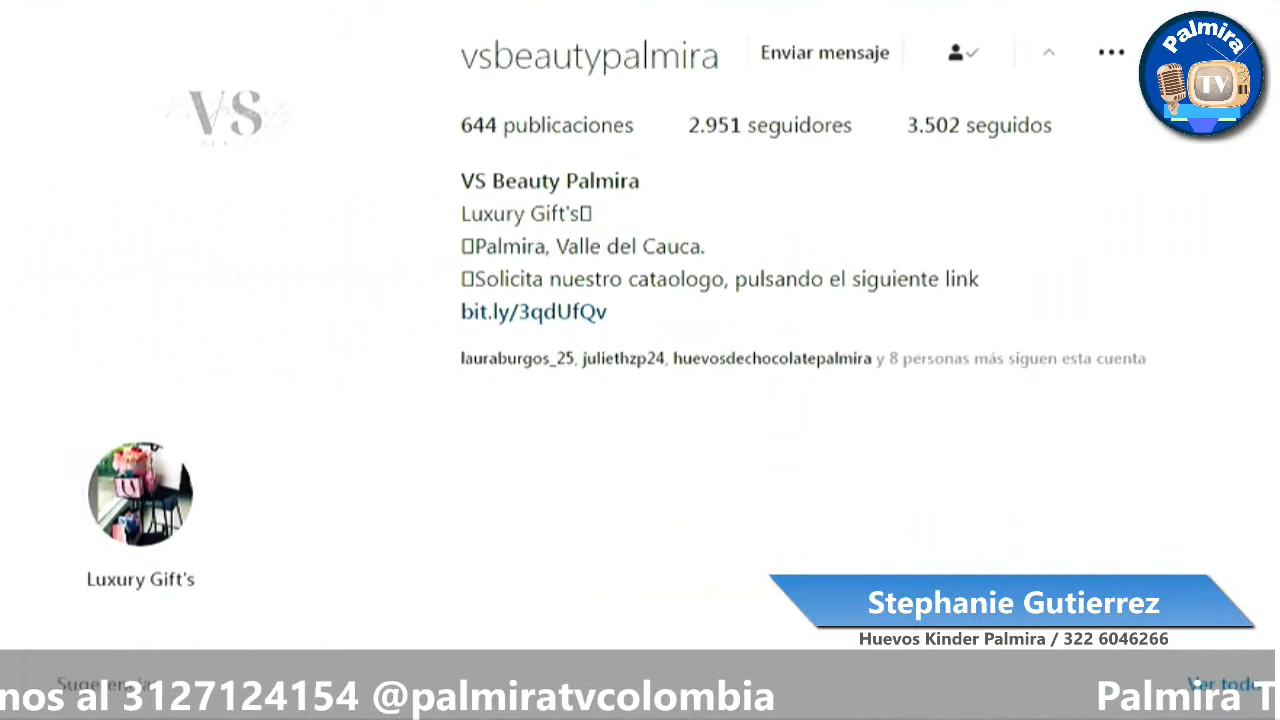 vsbeautypalmira
Enviar mensaje
Palmira
TV
VS
644 publicaciones
2.951 seguidores
3.502 seguidos
VS Beauty Palmira
Luxury Gift's
Palmira, Valle del Cauca.
Solicita nuestro cataologo, pulsando el siguiente link
bit.ly/3qdUfQv
lauraburgos_25, juliethzp24, huevosdechocolatepalmira y 8 personas más siguen esta cuenta
Luxury Gift's
Stephanie Gutierrez
Huevos Kinder Palmira / 322 6046266
Ver todo
nos al 3127124154 @palmiratvcolombia
Palmira T